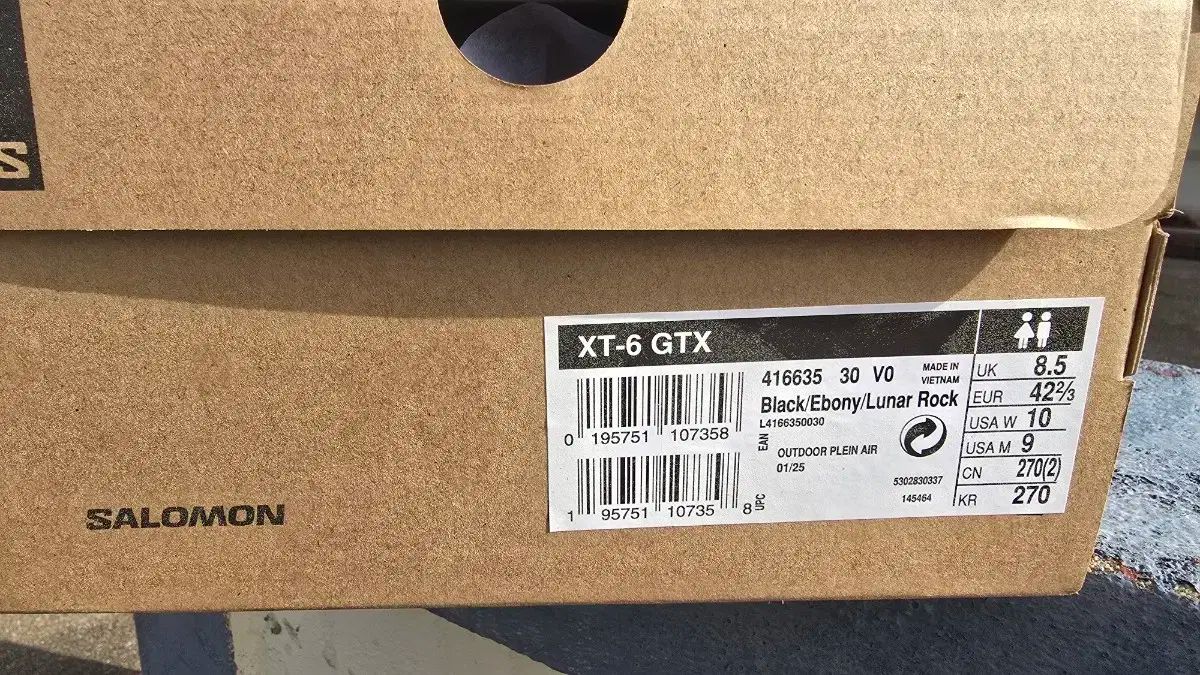 S
XT-6 GTX
416635 30 V0
MADE IN
VIETNAM
Black/Ebony/Lunar Rock
L4166350030
0 195751 107358
EAN
OUTDOOR PLEIN AIR
01/25
5302830337
145464
1 95751 10735 8
UPC
UK 8.5
EUR 42⅔
USA W 10
USA M 9
CN 270(2)
KR 270
SALOMON